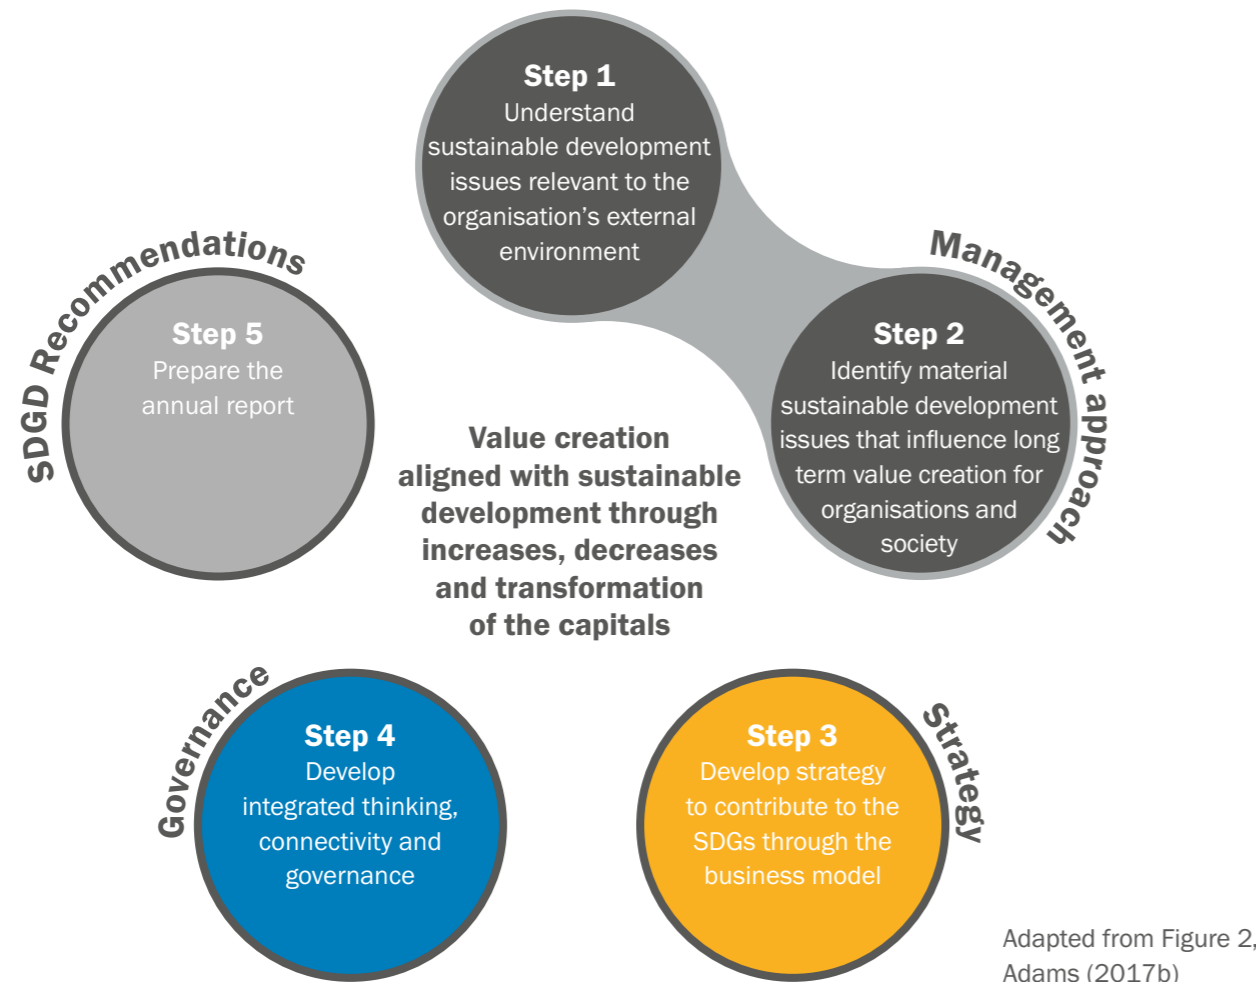 Step 1
Understand
sustainable development
issues relevant to the
organisation's external
environment
Management approach
Step 2
Identify material
sustainable development
issues that influence long
term value creation for
organisations and
society
SDGD Recommendations
Step 5
Prepare the
annual report
Value creation
aligned with sustainable
development through
increases, decreases
and transformation
of the capitals
Governance
Step 4
Develop
integrated thinking,
connectivity and
governance
Strategy
Step 3
Develop strategy
to contribute to the
SDGs through the
business model
Adapted from Figure 2,
Adams (2017b)